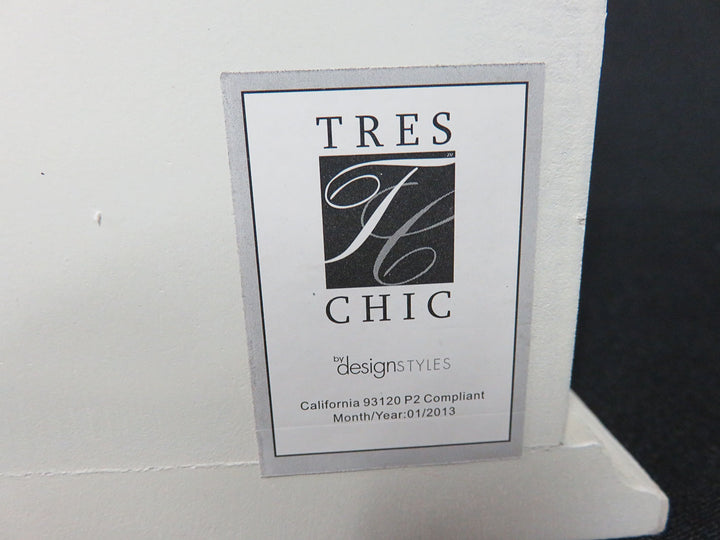 TRES
TC
CHIC
by designSTYLES
California 93120 P2 Compliant
Month/Year:01/2013